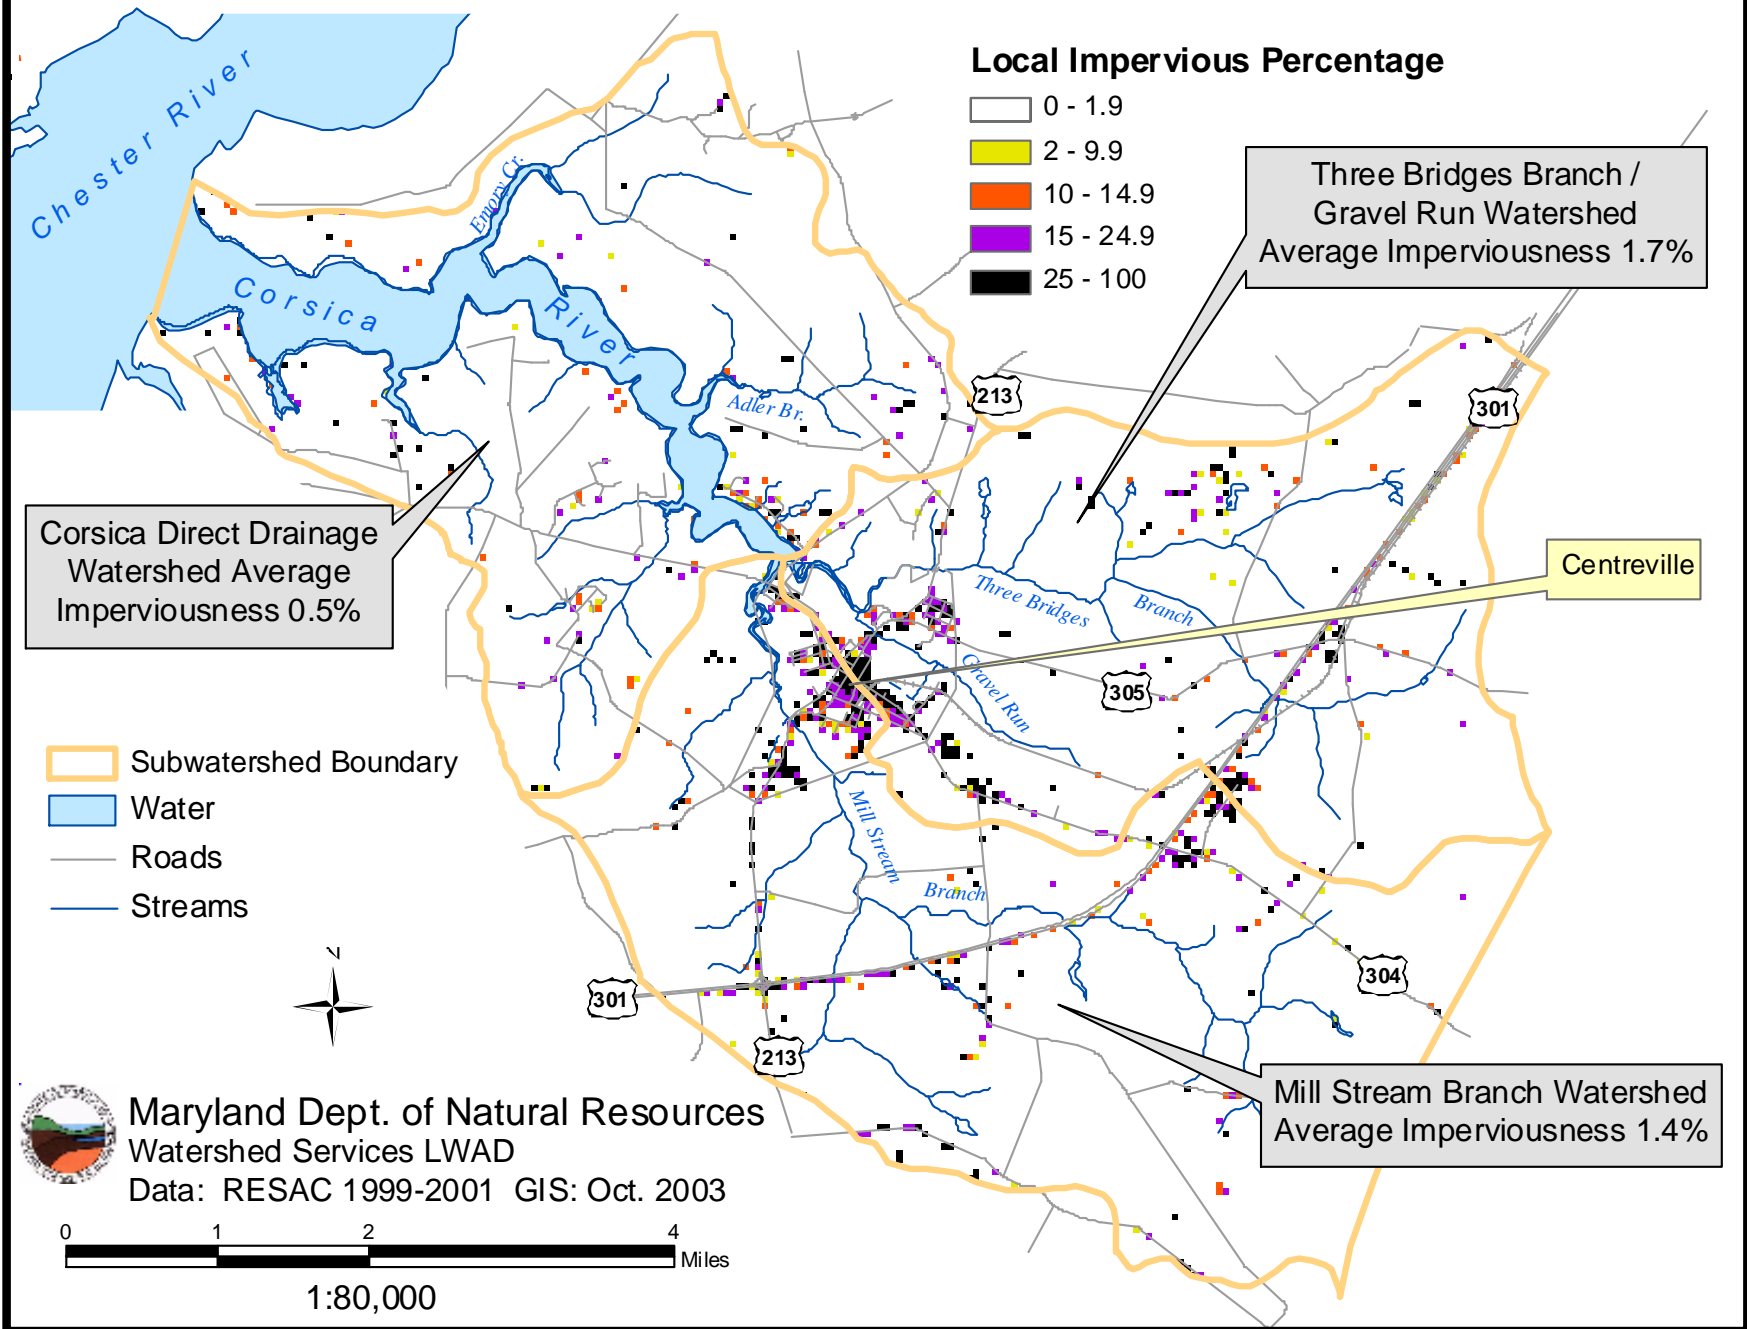 Local Impervious Percentage
0 - 1.9
2 - 9.9
10 - 14.9
15 - 24.9
25 - 100
Three Bridges Branch /
Gravel Run Watershed
Average Imperviousness 1.7%
Chester River
Emory Cr.
Corsica
River
Adler Br.
213
301
Corsica Direct Drainage
Watershed Average
Imperviousness 0.5%
Centreville
Three Bridges
Branch
Gravel Run
305
Subwatershed Boundary
Water
Roads
Streams
Mill Stream
Branch
N
301
304
213
Mill Stream Branch Watershed
Average Imperviousness 1.4%
Maryland Dept. of Natural Resources
Watershed Services LWAD
Data: RESAC 1999-2001 GIS: Oct. 2003
0 1 2 4
Miles
1:80,000